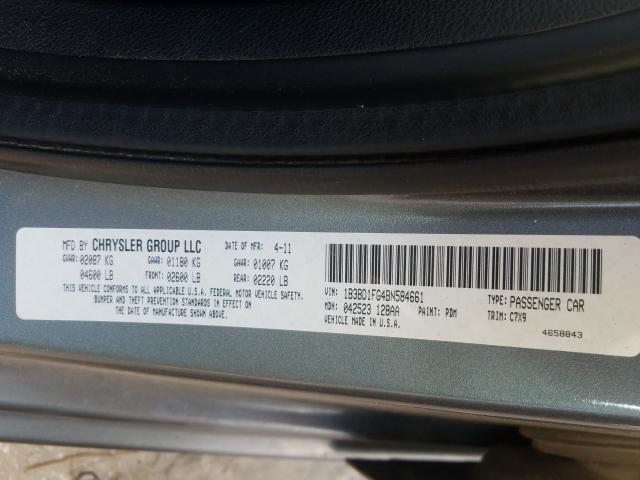 MFD BY CHRYSLER GROUP LLC DATE OF MFR: 4-11
GVWR: 02087 KG GAWR: 01180 KG GAWR: 01007 KG
04600 LB FRONT: 02600 LB REAR: 02220 LB
THIS VEHICLE CONFORMS TO ALL APPLICABLE U.S.A.
FEDERAL MOTOR VEHICLE SAFETY,
BUMPER AND THEFT PREVENTION STANDARDS IN EFFECT ON
THE DATE OF MANUFACTURE SHOWN ABOVE.
VIN: 1B3BD1FG4BN584661 TYPE: PASSENGER CAR
MDH: 042523 128AA PAINT: PDM TRIM: C7X9
VEHICLE MADE IN U.S.A.
4658843